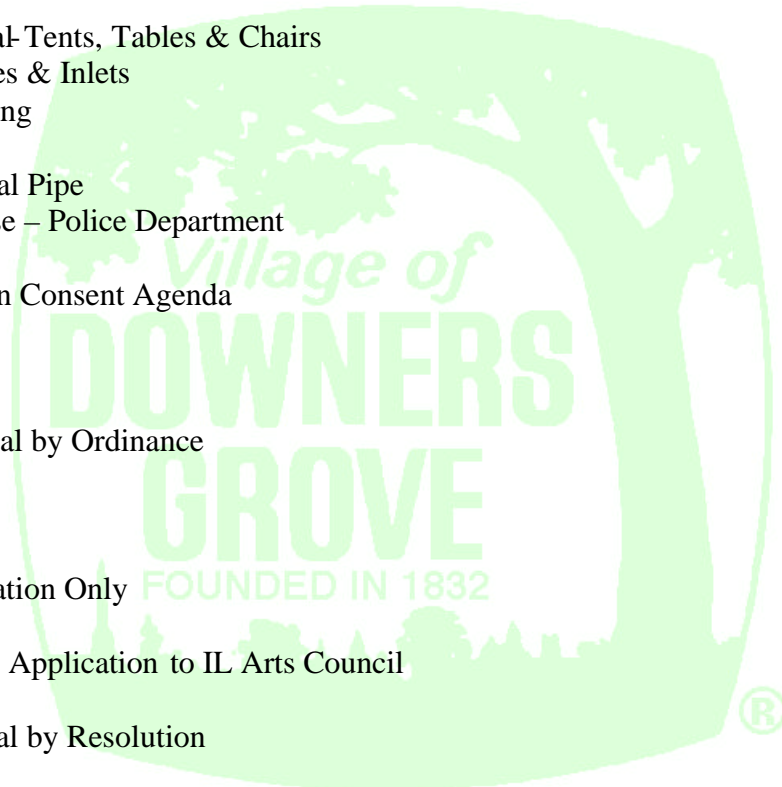 al-Tents, Tables & Chairs
es & Inlets
ng
al Pipe
se – Police Department
Village of
n Consent Agenda
DOWNERS
al by Ordinance
GROVE
ation Only
FOUNDED IN 1832
Application to IL Arts Council
®
al by Resolution